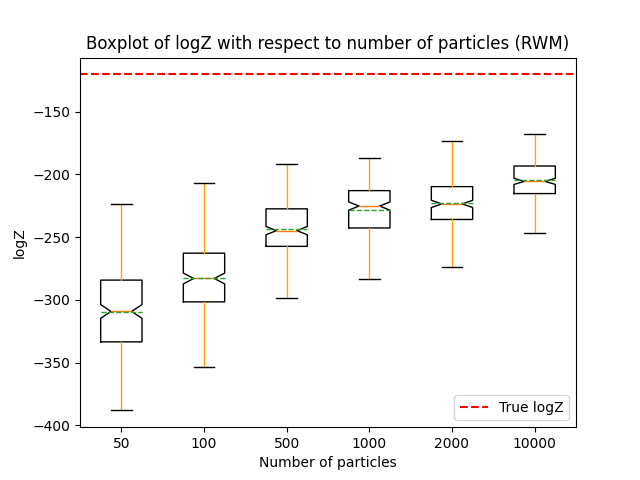 Boxplot of logZ with respect to number of particles (RWM)
logZ
−150
−200
−250
−300
−350
−400
True logZ
50 100 500 1000 2000 10000
Number of particles